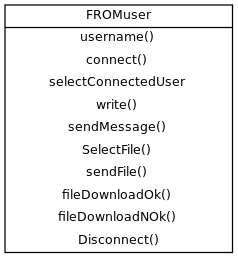 FROMuser
username()
connect()
selectConnectedUser
write()
sendMessage()
SelectFile()
sendFile()
fileDownloadOk()
fileDownloadNOk()
Disconnect()